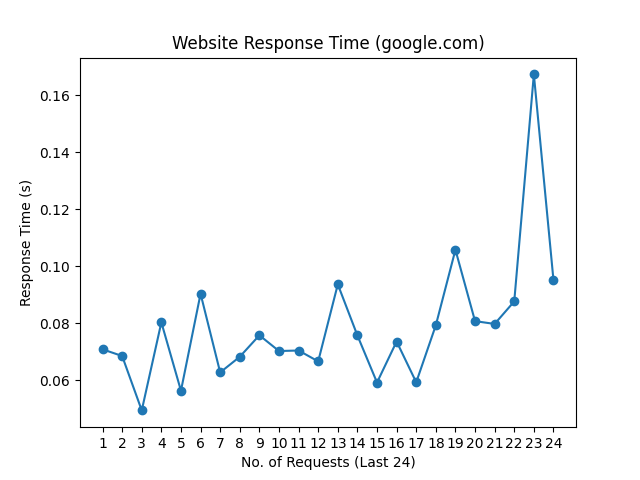 Website Response Time (google.com)
Response Time (s)
0.16
0.14
0.12
0.10
0.08
0.06
1 2 3 4 5 6 7 8 9 10 11 12 13 14 15 16 17 18 19 20 21 22 23 24
No. of Requests (Last 24)